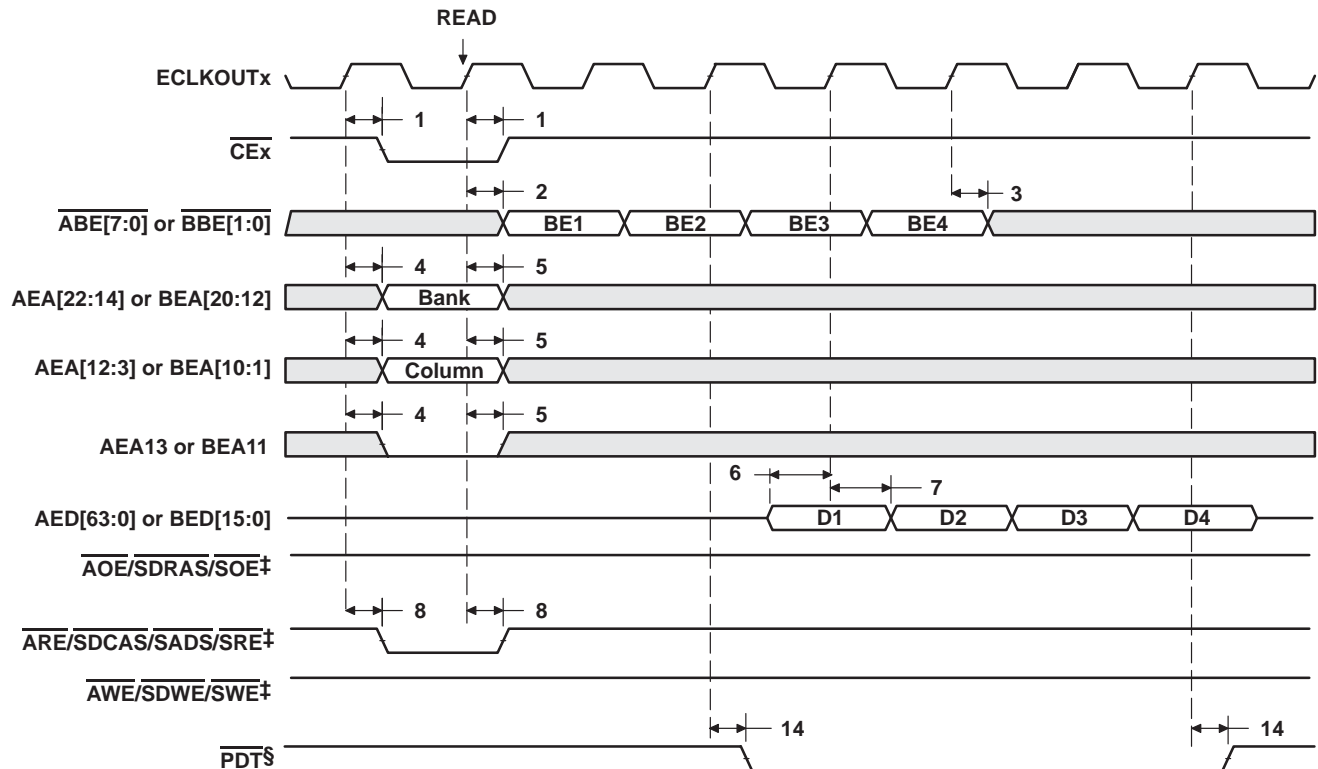 READ
ECLKOUTx
1 1
CEx
2 3
ABE[7:0] or BBE[1:0] BE1 BE2 BE3 BE4
4 5
AEA[22:14] or BEA[20:12] Bank
4 5
AEA[12:3] or BEA[10:1] Column
4 5
AEA13 or BEA11
6 7
AED[63:0] or BED[15:0] D1 D2 D3 D4
AOE/SDRAS/SOE‡
8 8
ARE/SDCAS/SADS/SRE‡
AWE/SDWE/SWE‡
14 14
PDT§